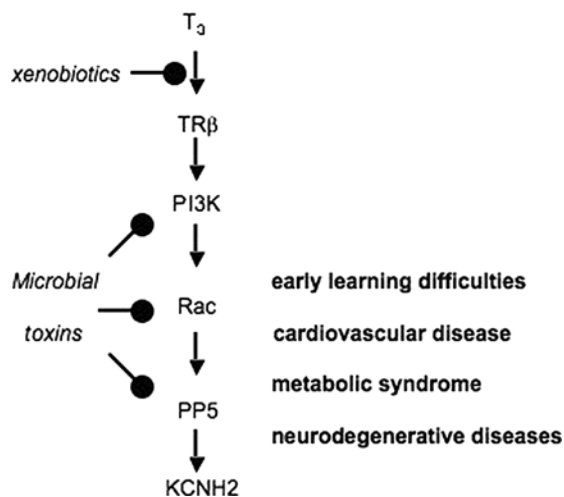 T₃
xenobiotics
TRβ
PI3K
Microbial
toxins
Rac
PP5
KCNH2
early learning difficulties
cardiovascular disease
metabolic syndrome
neurodegenerative diseases